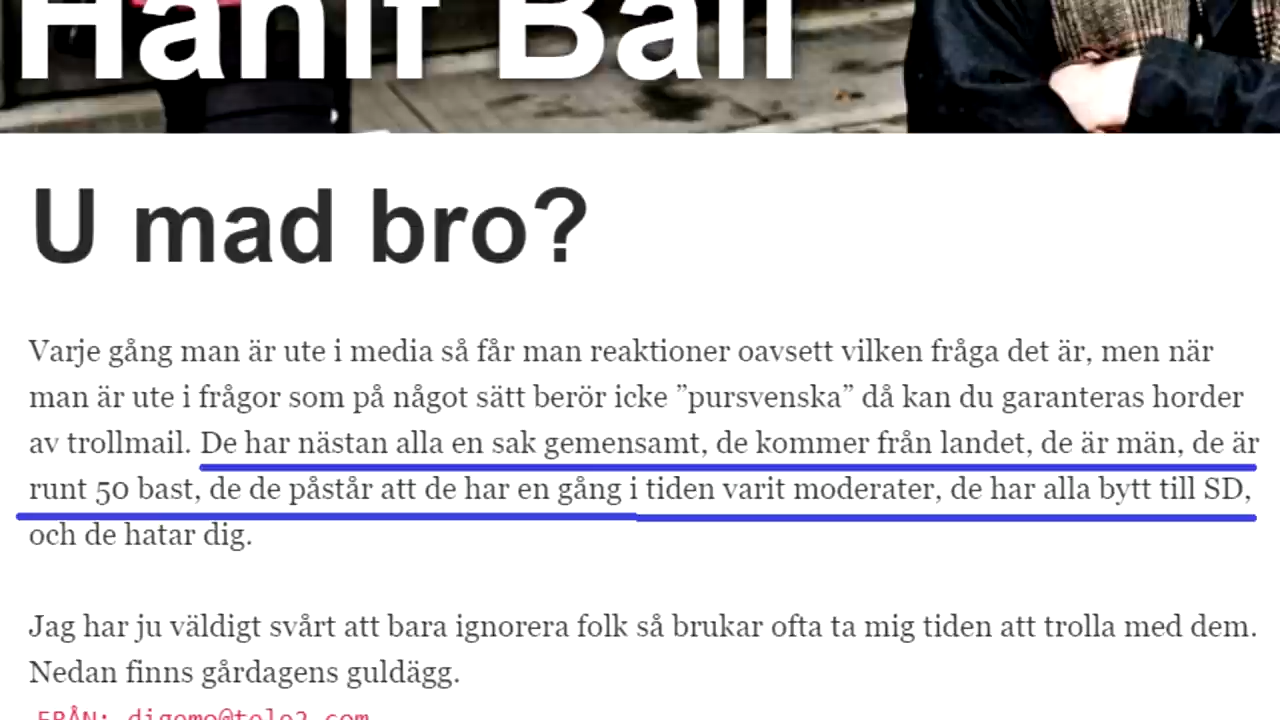 Hanif Bali
U mad bro?
Varje gång man är ute i media så får man reaktioner oavsett vilken fråga det är, men när
man är ute i frågor som på något sätt berör icke ”pursvenska” då kan du garanteras horder
av trollmail. De har nästan alla en sak gemensamt, de kommer från landet, de är män, de är
runt 50 bast, de de påstår att de har en gång i tiden varit moderater, de har alla bytt till SD,
och de hatar dig.
Jag har ju väldigt svårt att bara ignorera folk så brukar ofta ta mig tiden att trolla med dem.
Nedan finns gårdagens guldägg.
FRÅN: